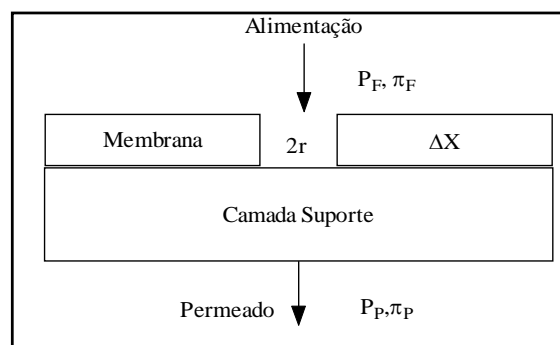 Alimentação
P_F, π_F
Membrana 2r ΔX
Camada Suporte
Permeado P_P,π_P